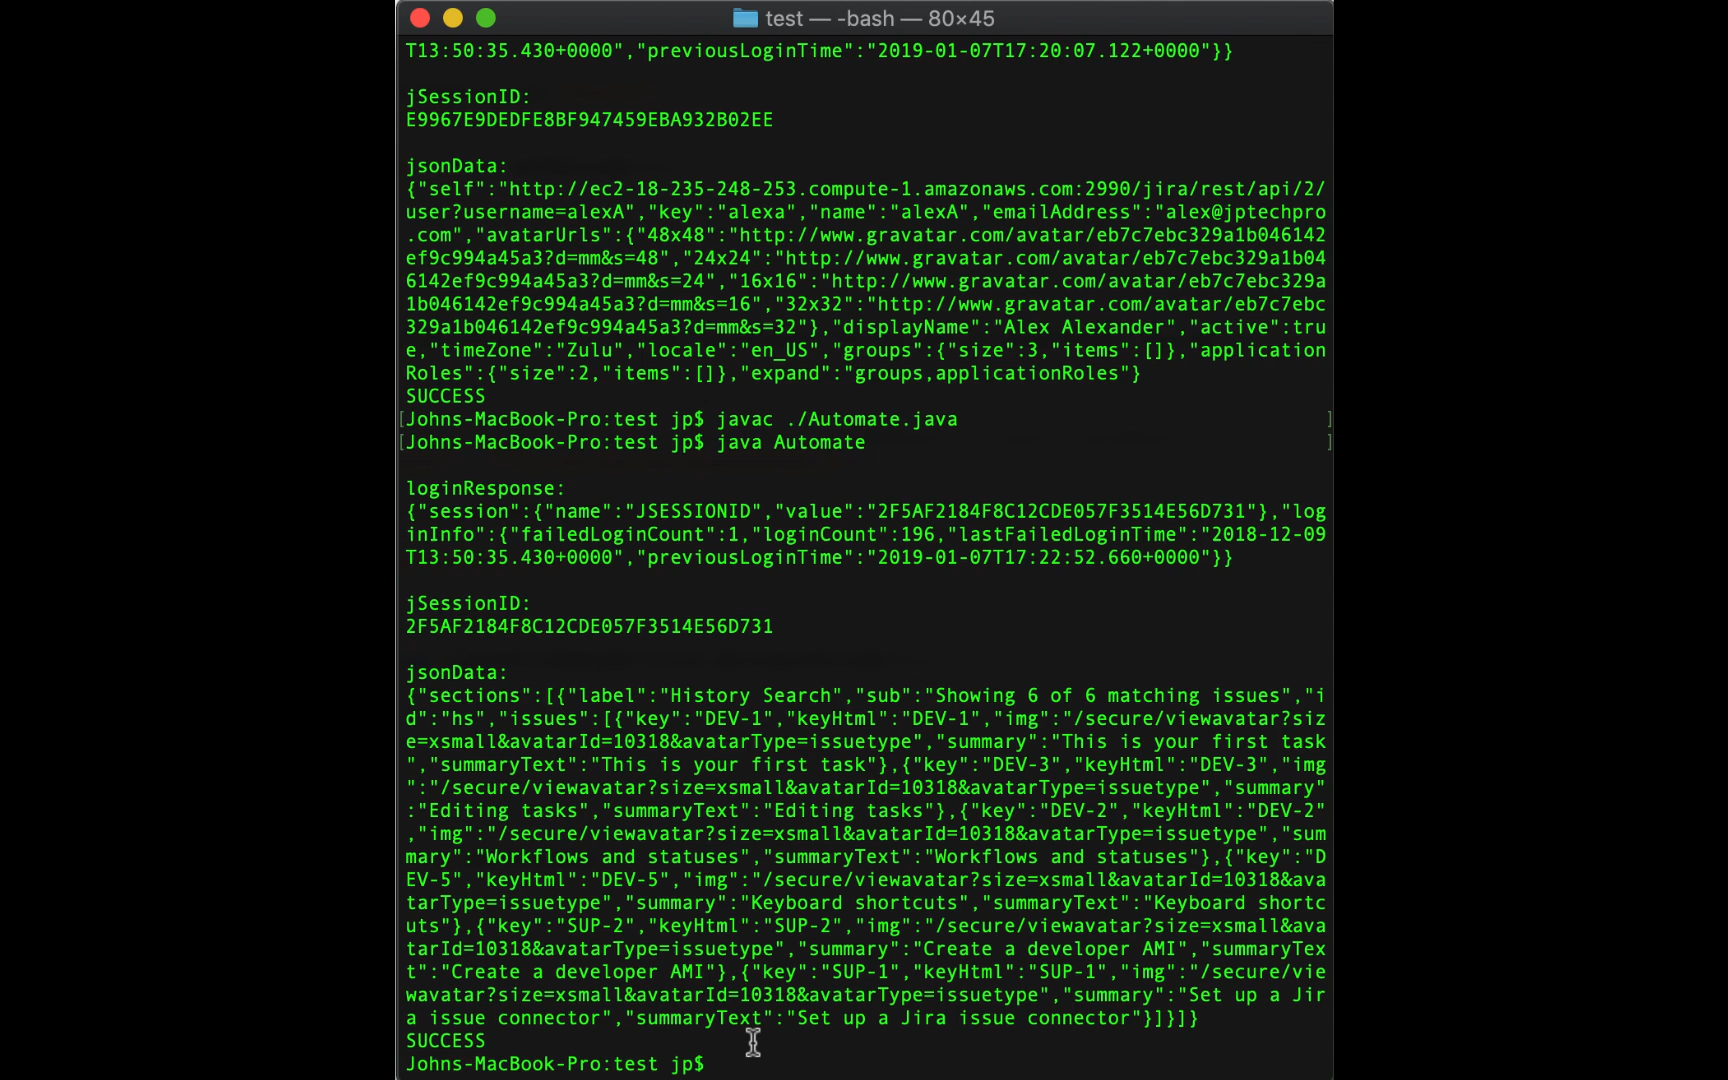 test — -bash — 80×45
T13:50:35.430+0000","previousLoginTime":"2019-01-07T17:20:07.122+0000"}}
jSessionID:
E9967E9DEDFE8BF947459EBA932B02EE
jsonData:
{"self":"http://ec2-18-235-248-253.compute-1.amazonaws.com:2990/jira/rest/api/2/
user?username=alexA","key":"alexa","name":"alexA","emailAddress":"alex@jptechpro
.com","avatarUrls":{"48x48":"http://www.gravatar.com/avatar/eb7c7ebc329a1b046142
ef9c994a45a3?d=mm&s=48","24x24":"http://www.gravatar.com/avatar/eb7c7ebc329a1b04
6142ef9c994a45a3?d=mm&s=24","16x16":"http://www.gravatar.com/avatar/eb7c7ebc329a
1b046142ef9c994a45a3?d=mm&s=16","32x32":"http://www.gravatar.com/avatar/eb7c7ebc
329a1b046142ef9c994a45a3?d=mm&s=32"},"displayName":"Alex Alexander","active":tru
e,"timeZone":"Zulu","locale":"en_US","groups":{"size":3,"items":[]},"application
Roles":{"size":2,"items":[]},"expand":"groups,applicationRoles"}
SUCCESS
[Johns-MacBook-Pro:test jp$ javac ./Automate.java ]
[Johns-MacBook-Pro:test jp$ java Automate ]
loginResponse:
{"session":{"name":"JSESSIONID","value":"2F5AF2184F8C12CDE057F3514E56D731"},"log
inInfo":{"failedLoginCount":1,"loginCount":196,"lastFailedLoginTime":"2018-12-09
T13:50:35.430+0000","previousLoginTime":"2019-01-07T17:22:52.660+0000"}}
jSessionID:
2F5AF2184F8C12CDE057F3514E56D731
jsonData:
{"sections":[{"label":"History Search","sub":"Showing 6 of 6 matching issues","i
d":"hs","issues":[{"key":"DEV-1","keyHtml":"DEV-1","img":"/secure/viewavatar?siz
e=xsmall&avatarId=10318&avatarType=issuetype","summary":"This is your first task
","summaryText":"This is your first task"},{"key":"DEV-3","keyHtml":"DEV-3","img
":"/secure/viewavatar?size=xsmall&avatarId=10318&avatarType=issuetype","summary"
:"Editing tasks","summaryText":"Editing tasks"},{"key":"DEV-2","keyHtml":"DEV-2"
,"img":"/secure/viewavatar?size=xsmall&avatarId=10318&avatarType=issuetype","sum
mary":"Workflows and statuses","summaryText":"Workflows and statuses"},{"key":"D
EV-5","keyHtml":"DEV-5","img":"/secure/viewavatar?size=xsmall&avatarId=10318&ava
tarType=issuetype","summary":"Keyboard shortcuts","summaryText":"Keyboard shortc
uts"},{"key":"SUP-2","keyHtml":"SUP-2","img":"/secure/viewavatar?size=xsmall&ava
tarId=10318&avatarType=issuetype","summary":"Create a developer AMI","summaryTex
t":"Create a developer AMI"},{"key":"SUP-1","keyHtml":"SUP-1","img":"/secure/vie
wavatar?size=xsmall&avatarId=10318&avatarType=issuetype","summary":"Set up a Jir
a issue connector","summaryText":"Set up a Jira issue connector"}]}]}
SUCCESS
Johns-MacBook-Pro:test jp$